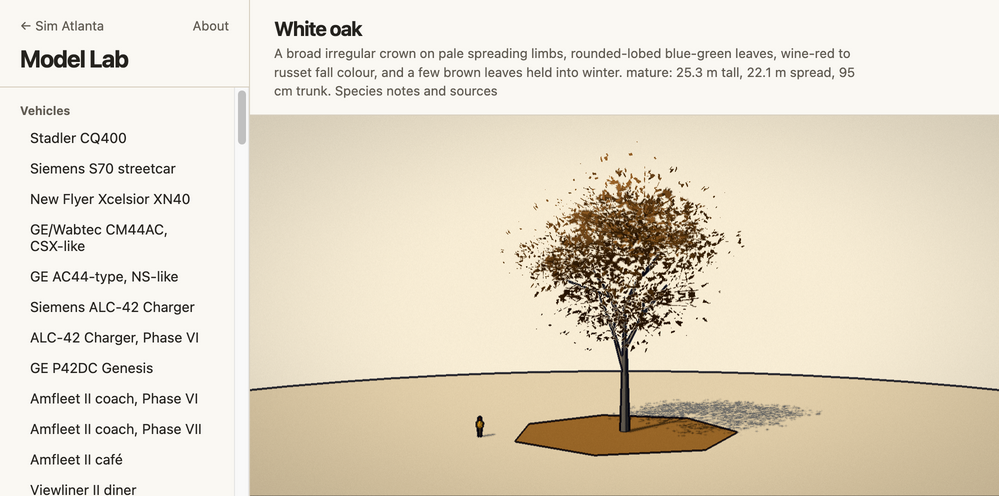 ← Sim Atlanta
About
Model Lab
Vehicles
Stadler CQ400
Siemens S70 streetcar
New Flyer Xcelsior XN40
GE/Wabtec CM44AC,
CSX-like
GE AC44-type, NS-like
Siemens ALC-42 Charger
ALC-42 Charger, Phase VI
GE P42DC Genesis
Amfleet II coach, Phase VI
Amfleet II coach, Phase VII
Amfleet II café
Viewliner II diner
White oak
A broad irregular crown on pale spreading limbs, rounded-lobed blue-green leaves, wine-red to
russet fall colour, and a few brown leaves held into winter. mature: 25.3 m tall, 22.1 m spread, 95
cm trunk. Species notes and sources